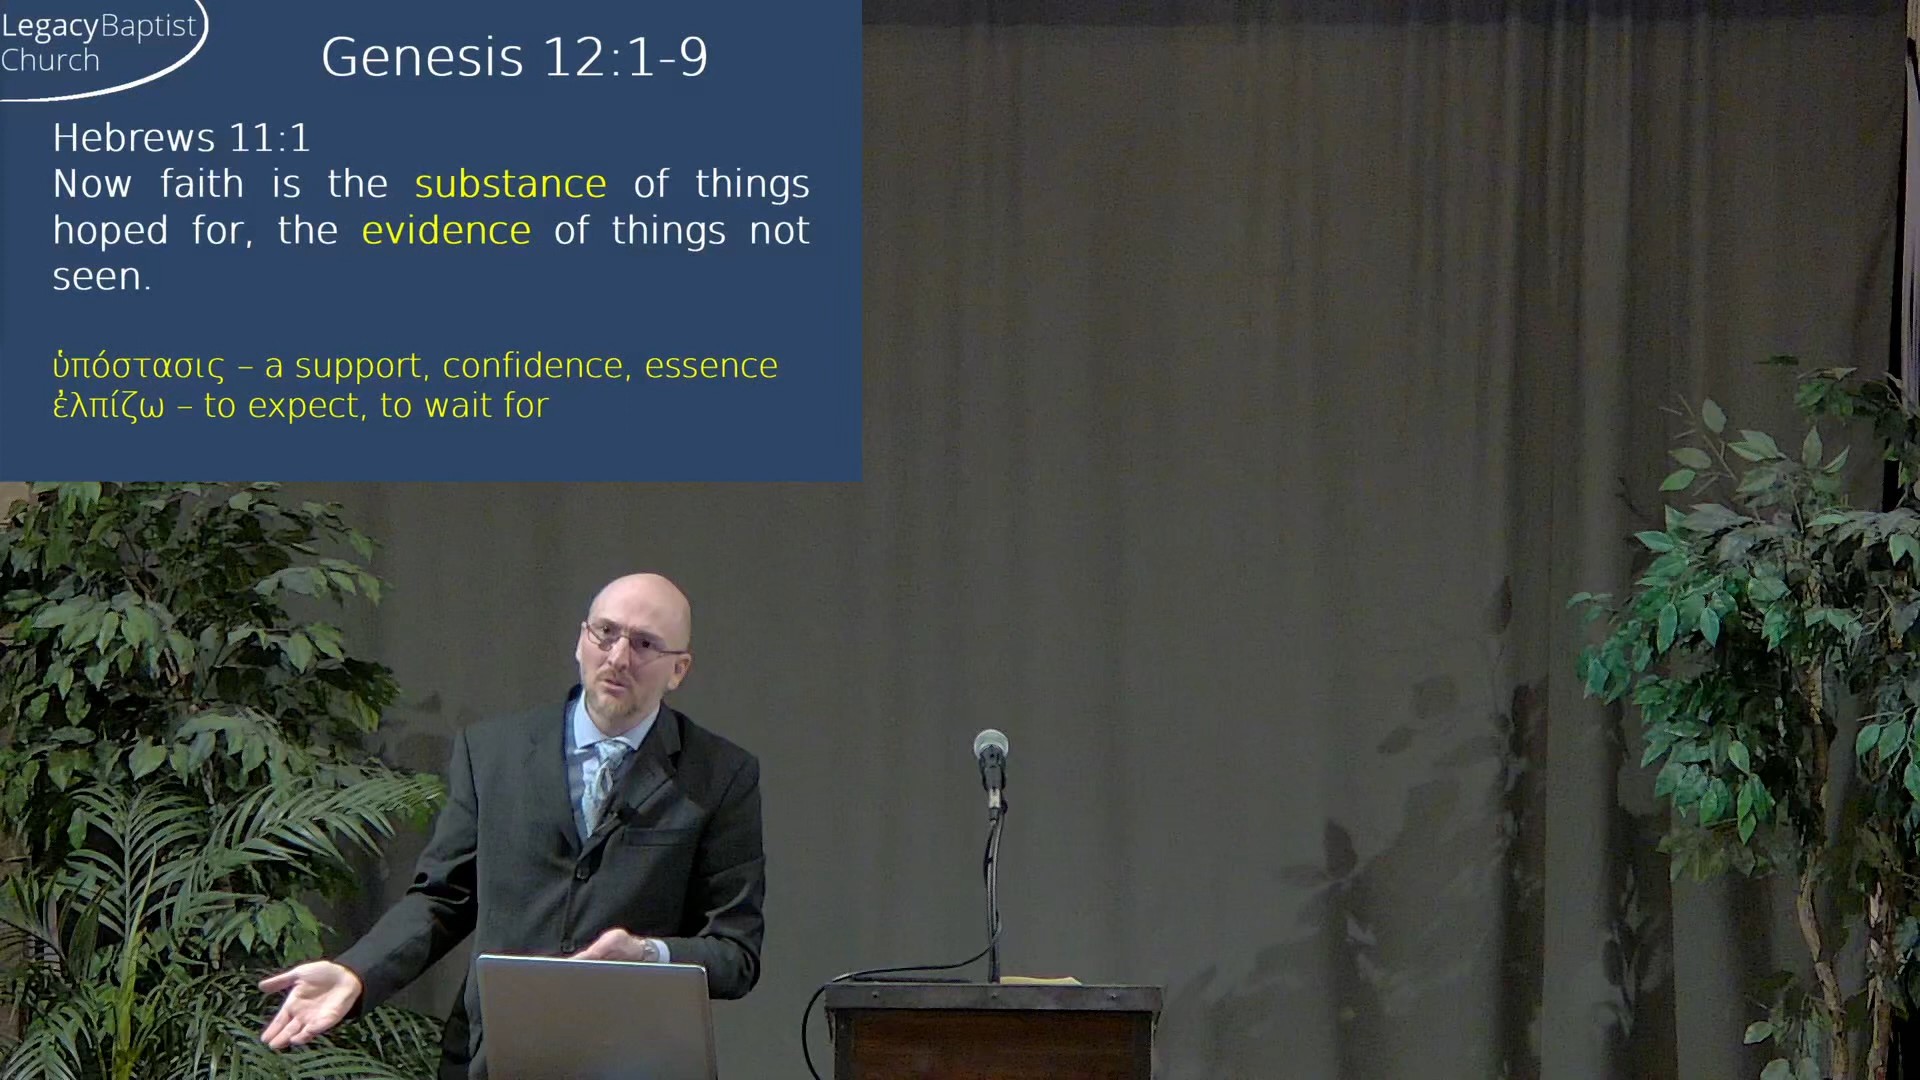 LegacyBaptist
Church
Genesis 12:1-9
Hebrews 11:1
Now faith is the substance of things
hoped for, the evidence of things not
seen.
ὑπόστασις – a support, confidence, essence
ἐλπίζω – to expect, to wait for